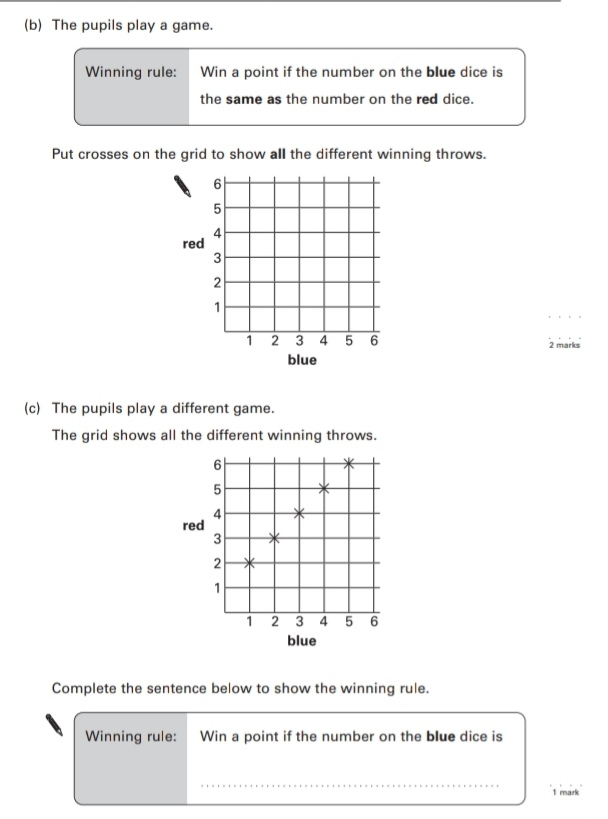 (b) The pupils play a game.
Winning rule: Win a point if the number on the blue dice is
the same as the number on the red dice.
Put crosses on the grid to show all the different winning throws.
6
5
4
red
3
2
1
1 2 3 4 5 6
blue
2 marks
(c) The pupils play a different game.
The grid shows all the different winning throws.
6
5
4
red
3
2
1
1 2 3 4 5 6
blue
Complete the sentence below to show the winning rule.
Winning rule: Win a point if the number on the blue dice is
1 mark